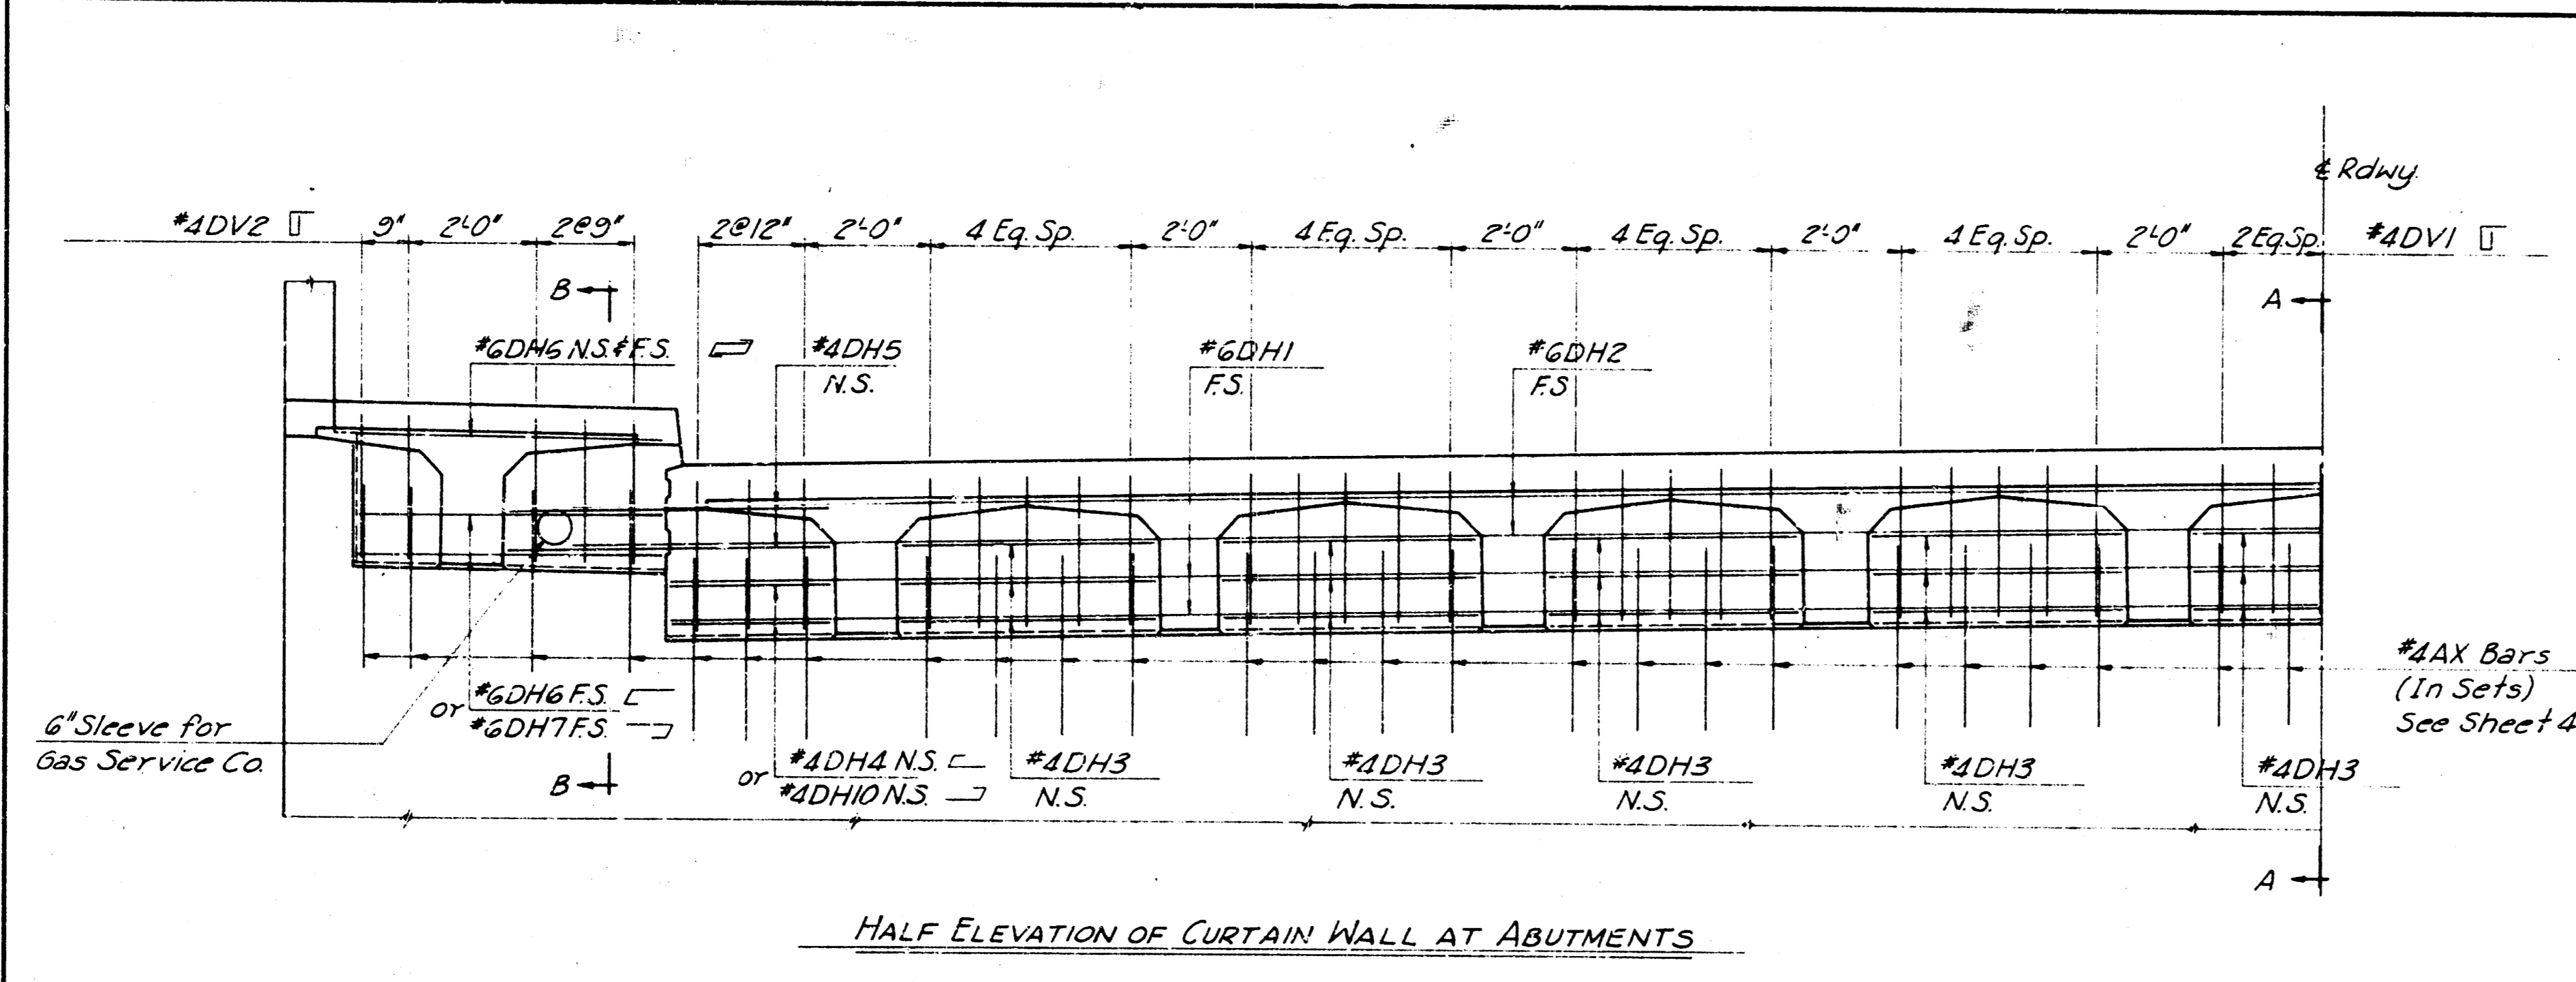 ℄ Rdwy.
#4DV2 9" 2'-0" 2@9" 2@12" 2'-0" 4 Eq. Sp. 2'-0" 4 Eq. Sp. 2'-0" 4 Eq. Sp. 2'-0" 4 Eq. Sp. 2'-0" 2 Eq. Sp. #4DV1
B A
#6DH6 N.S. & F.S. #4DH5 #6DH1 #6DH2
N.S. F.S. F.S
#4AX Bars
(In Sets)
See Sheet 4
or #6DH6 F.S.
#6DH7 F.S.
6" Sleeve for
Gas Service Co.
or #4DH4 N.S. #4DH3 #4DH3 #4DH3 #4DH3 #4DH3
#4DH10 N.S. N.S. N.S. N.S. N.S. N.S.
B
A
HALF ELEVATION OF CURTAIN WALL AT ABUTMENTS